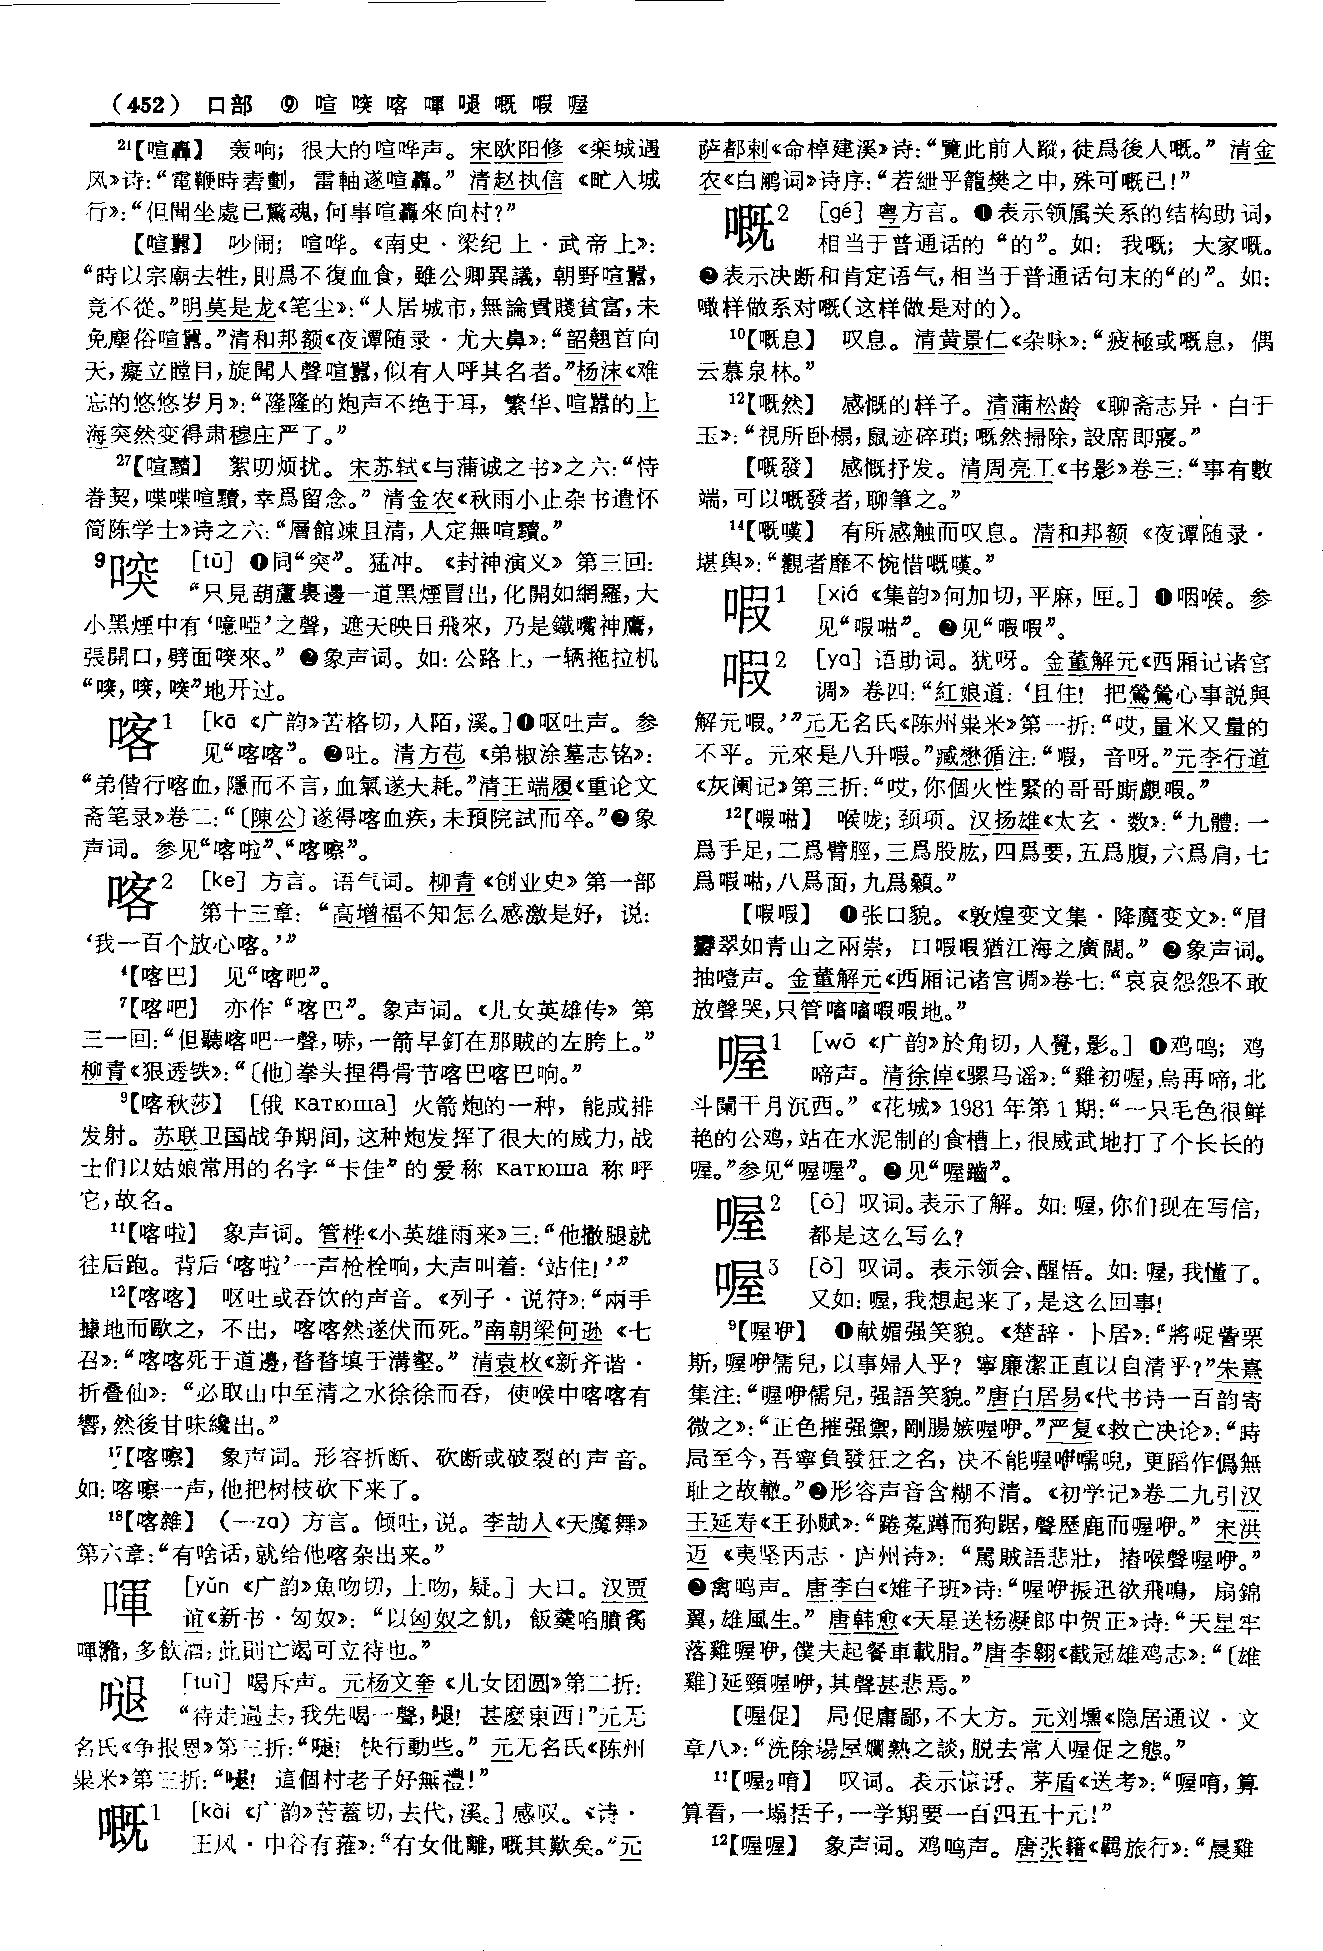 （452） 口部 ⑨ 喧 唊 喀 喗 㖷 嘅 嘏 喔
²¹【喧轟】 轰响；很大的喧哗声。宋欧阳修《栾城遇
风》诗：“電鞭時砉劃，雷軸遂喧轟。”清赵执信《旷入城
行》：“但聞坐處已驚魂，何事喧轟來向村？”
【喧囂】 吵闹；喧哗。《南史·梁纪上·武帝上》：
“時以宗廟去牲，則爲不復血食，雖公卿異議，朝野喧囂，
竟不從。”明莫是龙《笔尘》：“人居城市，無論貴賤貧富，未
免塵俗喧囂。”清和邦额《夜谭随录·尤大鼻》：“韶翹首向
天，癡立瞠目，旋聞人聲喧囂，似有人呼其名者。”杨沫《难
忘的悠悠岁月》：“隆隆的炮声不绝于耳，繁华、喧嚣的上
海突然变得肃穆庄严了。”
²⁷【喧黷】 絮叨烦扰。宋苏轼《与蒲诚之书》之六：“恃
眷契，喋喋喧黷，幸爲留念。”清金农《秋雨小止杂书遣怀
简陈学士》诗之六：“層館竦且清，人定無喧黷。”
⁹㗝 ［tū］❶同“突”。猛冲。《封神演义》第三回：
“只見葫蘆裏邊一道黑煙冒出，化開如網羅，大
小黑煙中有‘噫啞’之聲，遮天映日飛來，乃是鐵嘴神鷹，
張開口，劈面㗝來。”❷象声词。如：公路上，一辆拖拉机
“㗝，㗝，㗝”地开过。
喀¹ ［kā《广韵》苦格切，入陌，溪。］❶呕吐声。参
见“喀喀”。❷吐。清方苞《弟椒涂墓志铭》：
“弟偕行喀血，隱而不言，血氣遂大耗。”清王端履《重论文
斋笔录》卷二：“〔陳公〕遂得喀血疾，未預院試而卒。”❸象
声词。参见“喀啦”、“喀嚓”。
喀² ［ke］方言。语气词。柳青《创业史》第一部
第十三章：“高增福不知怎么感激是好，说：
‘我一百个放心喀。’”
⁴【喀巴】 见“喀吧”。
⁷【喀吧】 亦作“喀巴”。象声词。《儿女英雄传》第
三一回：“但聽喀吧一聲，哧，一箭早釘在那賊的左胯上。”
柳青《狠透铁》：“〔他〕拳头捏得骨节喀巴喀巴响。”
⁹【喀秋莎】 ［俄 катюша］火箭炮的一种，能成排
发射。苏联卫国战争期间，这种炮发挥了很大的威力，战
士们以姑娘常用的名字“卡佳”的爱称 катюша 称呼
它，故名。
¹¹【喀啦】 象声词。管桦《小英雄雨来》三：“他撒腿就
往后跑。背后‘喀啦’一声枪栓响，大声叫着：‘站住！’”
¹²【喀喀】 呕吐或吞饮的声音。《列子·说符》：“兩手
據地而歐之，不出，喀喀然遂伏而死。”南朝梁何逊《七
召》：“喀喀死于道邊，呑呑填于溝壑。”清袁枚《新齐谐·
折叠仙》：“必取山中至清之水徐徐而吞，使喉中喀喀有
響，然後甘味纔出。”
¹⁷【喀嚓】 象声词。形容折断、砍断或破裂的声音。
如：喀嚓一声，他把树枝砍下来了。
¹⁸【喀雜】 （－za）方言。倾吐，说。李劼人《天魔舞》
第六章：“有啥话，就给他喀杂出来。”
喗 ［yǔn《广韵》魚吻切，上吻，疑。］大口。汉贾
谊《新书·匈奴》：“以匈奴之飢，飯羹啗膹炙
喗㵽，多飲酒；此則亡竭可立待也。”
㖷 ［tuì］喝斥声。元杨文奎《儿女团圆》第二折：
“待走過去，我先喝一聲，㖷！甚麽東西！”元无
名氏《争报恩》第三折：“㖷！快行動些。”元无名氏《陈州
粜米》第三折：“㖷！這個村老子好無禮！”
嘅¹ ［kài《广韵》苦蓋切，去代，溪。］感叹。《诗·
王风·中谷有蓷》：“有女仳離，嘅其歎矣。”元
萨都剌《命棹建溪》诗：“覽此前人蹤，徒爲後人嘅。”清金
农《白鹇词》诗序：“若紲乎籠樊之中，殊可嘅已！”
嘅² ［gé］粤方言。❶表示领属关系的结构助词，
相当于普通话的“的”。如：我嘅；大家嘅。
❷表示决断和肯定语气，相当于普通话句末的“的”。如：
噉样做系对嘅（这样做是对的）。
¹⁰【嘅息】 叹息。清黄景仁《杂咏》：“疲極或嘅息，偶
云慕泉林。”
¹²【嘅然】 感慨的样子。清蒲松龄《聊斋志异·白于
玉》：“視所卧榻，鼠迹碎瑣；嘅然掃除，設席即寢。”
【嘅發】 感慨抒发。清周亮工《书影》卷三：“事有數
端，可以嘅發者，聊筆之。”
¹⁴【嘅嘆】 有所感触而叹息。清和邦额《夜谭随录·
堪舆》：“觀者靡不惋惜嘅嘆。”
㗇¹ ［xiá《集韵》何加切，平麻，匣。］❶咽喉。参
见“㗇咕”。❷见“㗇㗇”。
㗇² ［ya］语助词。犹呀。金董解元《西厢记诸宫
调》卷四：“紅娘道：‘且住！把鶯鶯心事説與
解元㗇。’”元无名氏《陈州粜米》第一折：“哎，量米又量的
不平。元來是八升㗇。”臧懋循注：“㗇，音呀。”元李行道
《灰阑记》第三折：“哎，你個火性緊的哥哥廝覷㗇。”
¹²【㗇咕】 喉咙；颈项。汉扬雄《太玄·数》：“九體：一
爲手足，二爲臂脛，三爲股肱，四爲要，五爲腹，六爲肩，七
爲㗇咕，八爲面，九爲顙。”
【㗇㗇】 ❶张口貌。《敦煌变文集·降魔变文》：“眉
鬱翠如青山之兩崇，口㗇㗇猶江海之廣闊。”❷象声词。
抽噎声。金董解元《西厢记诸宫调》卷七：“哀哀怨怨不敢
放聲哭，只管嘀嘀㗇㗇地。”
喔¹ ［wō《广韵》於角切，入覺，影。］❶鸡鸣；鸡
啼声。清徐倬《骡马谣》：“雞初喔，烏再啼，北
斗闌干月沉西。”《花城》1981年第1期：“一只毛色很鲜
艳的公鸡，站在水泥制的食槽上，很威武地打了个长长的
喔。”参见“喔喔”。❷见“喔齷”。
喔² ［ō］叹词。表示了解。如：喔，你们现在写信，
都是这么写么？
喔³ ［ò］叹词。表示领会、醒悟。如：喔，我懂了。
又如：喔，我想起来了，是这么回事！
⁹【喔咿】 ❶献媚强笑貌。《楚辞·卜居》：“將哫訾栗
斯，喔咿儒兒，以事婦人乎？寧廉潔正直以自清乎？”朱熹
集注：“喔咿儒兒，强語笑貌。”唐白居易《代书诗一百韵寄
微之》：“正色摧强禦，剛腸嫉喔咿。”严复《救亡决论》：“時
局至今，吾寧負發狂之名，决不能喔咿嚅唲，更蹈作僞無
耻之故轍。”❷形容声音含糊不清。《初学记》卷二九引汉
王延寿《王孙赋》：“踡菟蹲而狗踞，聲歷鹿而喔咿。”宋洪
迈《夷坚丙志·庐州诗》：“罵賊語悲壯，㨷喉聲喔咿。”
❸禽鸣声。唐李白《雉子班》诗：“喔咿振迅欲飛鳴，扇錦
翼，雄風生。”唐韩愈《天星送杨凝郎中贺正》诗：“天星牢
落雞喔咿，僕夫起餐車載脂。”唐李翱《截冠雄鸡志》：“〔雄
雞〕延頸喔咿，其聲甚悲焉。”
【喔促】 局促庸鄙，不大方。元刘壎《隐居通议·文
章八》：“洗除場屋爛熟之談，脱去常人喔促之態。”
¹¹【喔₂唷】 叹词。表示惊讶。茅盾《送考》：“喔唷，算
算看，一塌括子，一学期要一百四五十元！”
¹²【喔喔】 象声词。鸡鸣声。唐张籍《羁旅行》：“晨雞